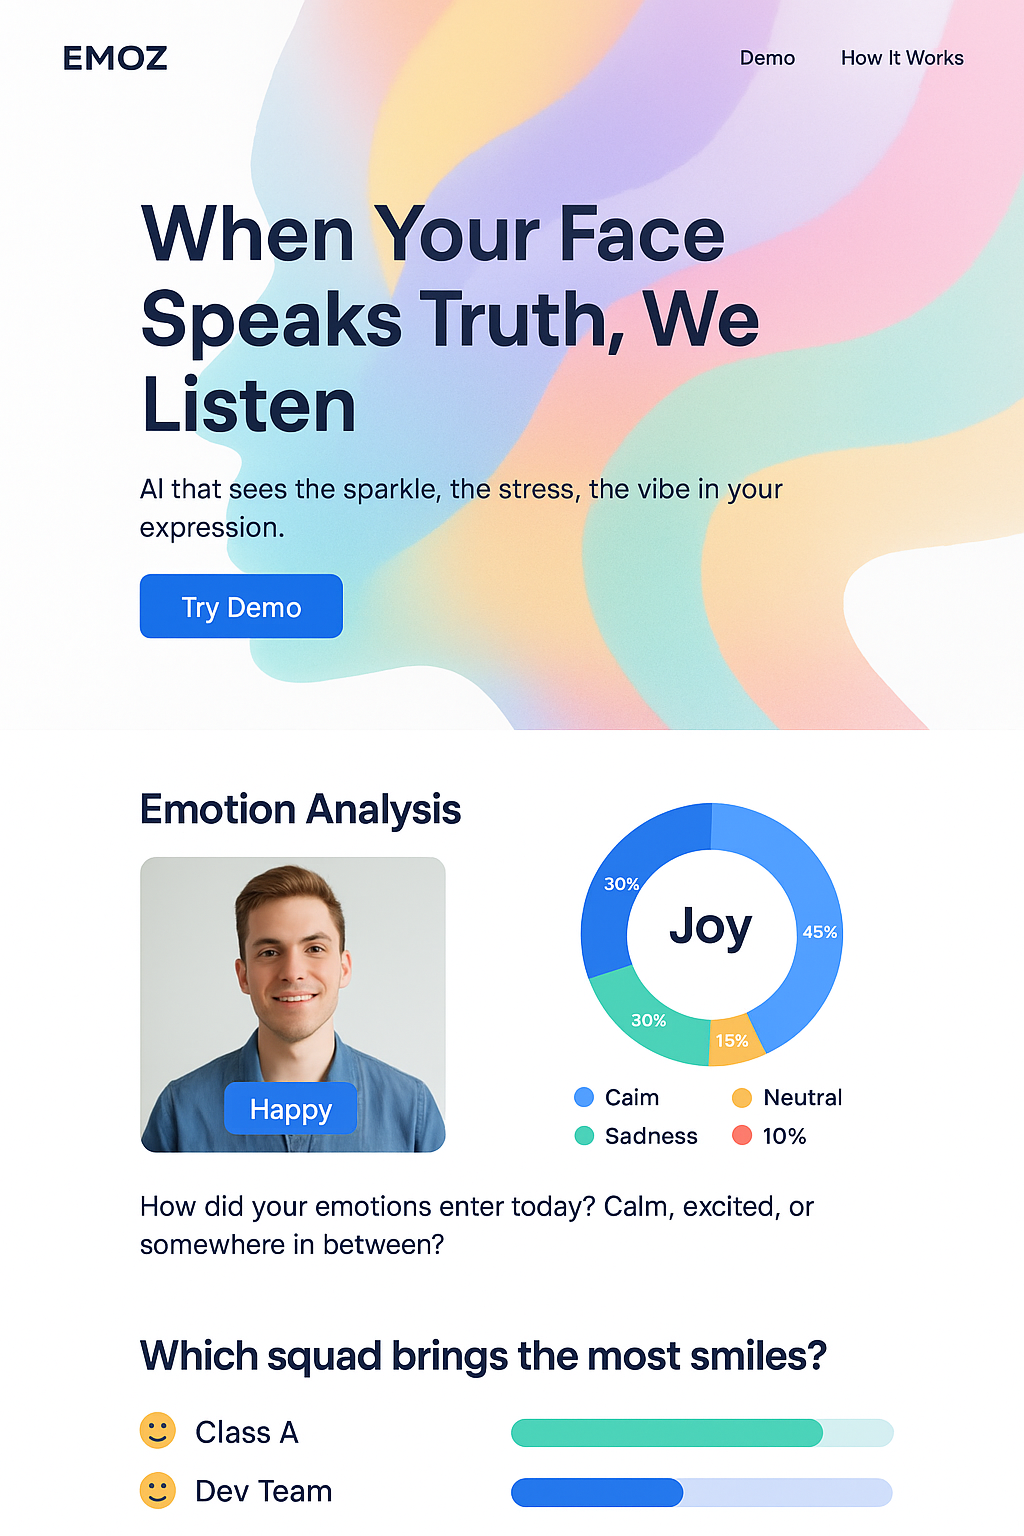 EMOZ
Demo
How It Works
When Your Face
Speaks Truth, We
Listen
AI that sees the sparkle, the stress, the vibe in your
expression.
Try Demo
Emotion Analysis
Happy
30%
45%
Joy
30%
15%
Caim
Neutral
Sadness
10%
How did your emotions enter today? Calm, excited, or
somewhere in between?
Which squad brings the most smiles?
Class A
Dev Team